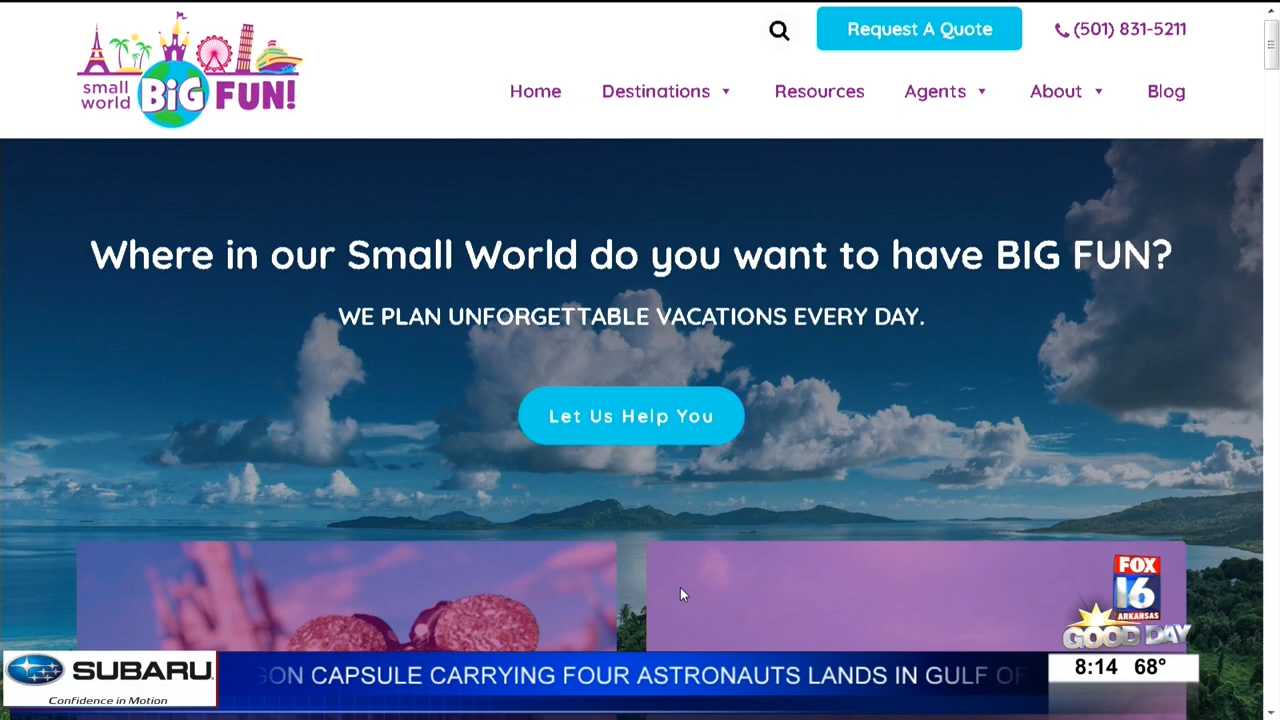 Request A Quote
(501) 831-5211
small world BiG FUN!
Home Destinations Resources Agents About Blog
Where in our Small World do you want to have BIG FUN?
WE PLAN UNFORGETTABLE VACATIONS EVERY DAY.
Let Us Help You
FOX
16
ARKANSAS
GOOD DAY
SUBARU
Confidence in Motion
CAPSULE CARRYING FOUR ASTRONAUTS LANDS IN GULF
8:14 68°